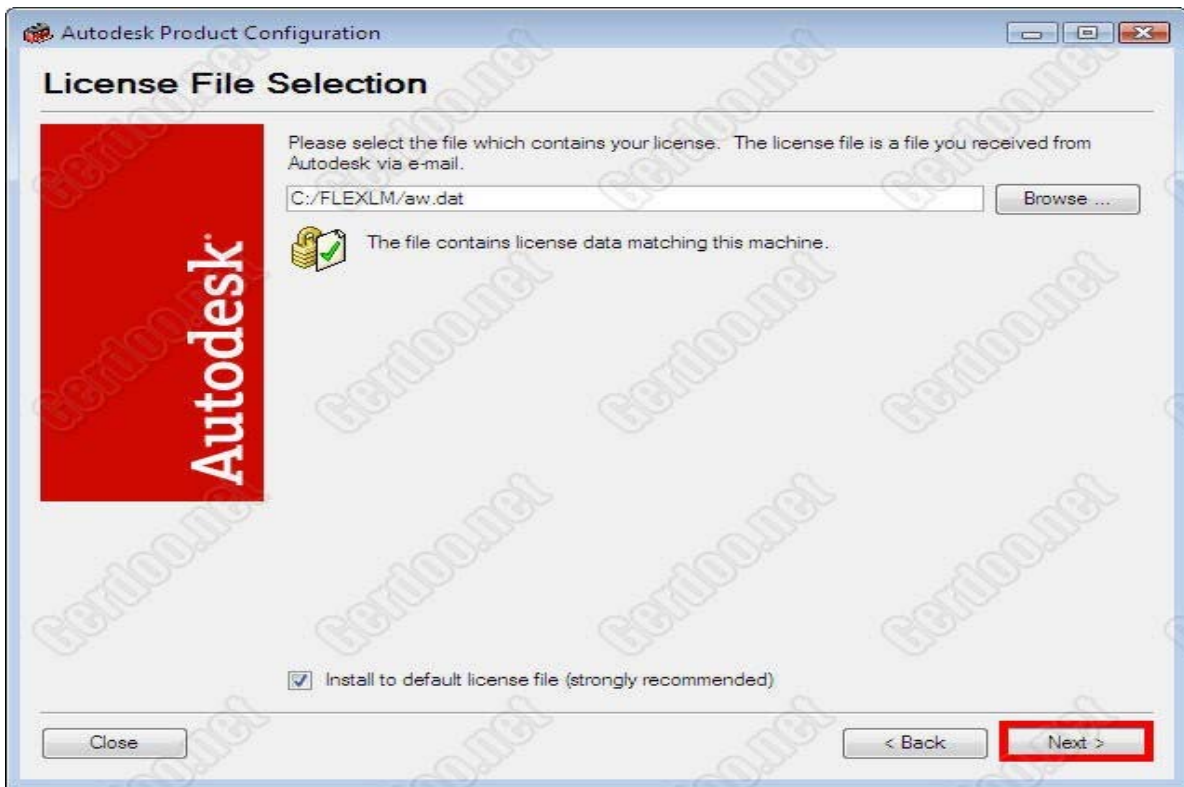 Autodesk Product Configuration
License File Selection
Please select the file which contains your license. The license file is a file you received from
Autodesk via e-mail.
C:/FLEXLM/aw.dat
Browse ...
The file contains license data matching this machine.
Autodesk
Install to default license file (strongly recommended)
Close
< Back
Next >
Gerdoo.net